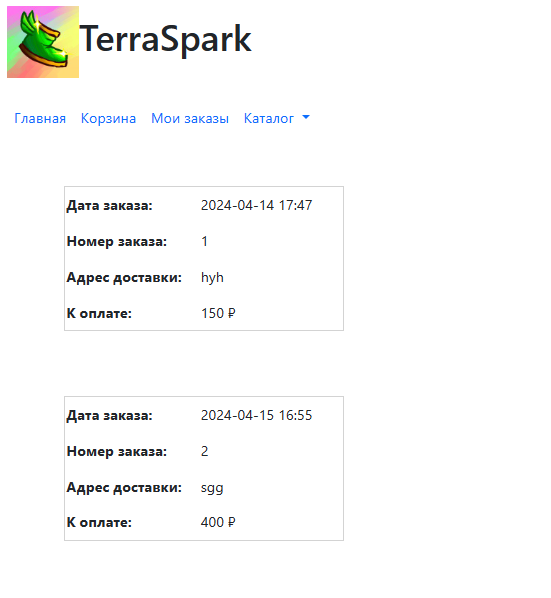 TerraSpark
Главная Корзина Мои заказы Каталог
Дата заказа: 2024-04-14 17:47
Номер заказа: 1
Адрес доставки: hyh
К оплате: 150 ₽
Дата заказа: 2024-04-15 16:55
Номер заказа: 2
Адрес доставки: sgg
К оплате: 400 ₽